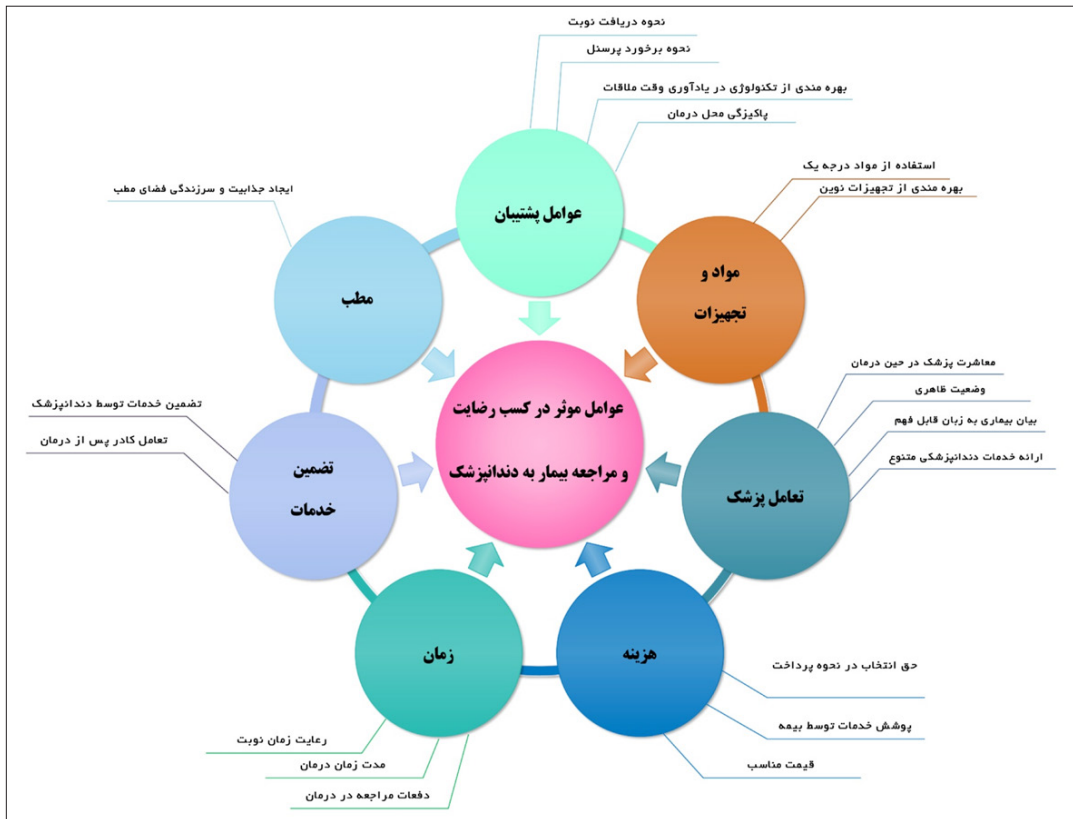 نحوه دریافت نوبت
نحوه برخورد پرسنل
بهره مندی از تکنولوژی در یادآوری وقت ملاقات
پاکیزگی محل درمان
عوامل پشتیبان
استفاده از مواد درجه یک
بهره مندی از تجهیزات نوین
مواد و
تجهیزات
معاشرت پزشک در حین درمان
وضعیت ظاهری
بیان بیماری به زبان قابل فهم
ارائه خدمات دندانپزشکی متنوع
تعامل پزشک
حق انتخاب در نحوه پرداخت
پوشش خدمات توسط بیمه
قیمت مناسب
هزینه
رعایت زمان نوبت
مدت زمان درمان
دفعات مراجعه در درمان
زمان
تضمین خدمات توسط دندانپزشک
تعامل کادر پس از درمان
تضمین
خدمات
ایجاد جذابیت و سرزندگی فضای مطب
مطب
عوامل موثر در کسب رضایت
و مراجعه بیمار به دندانپزشک